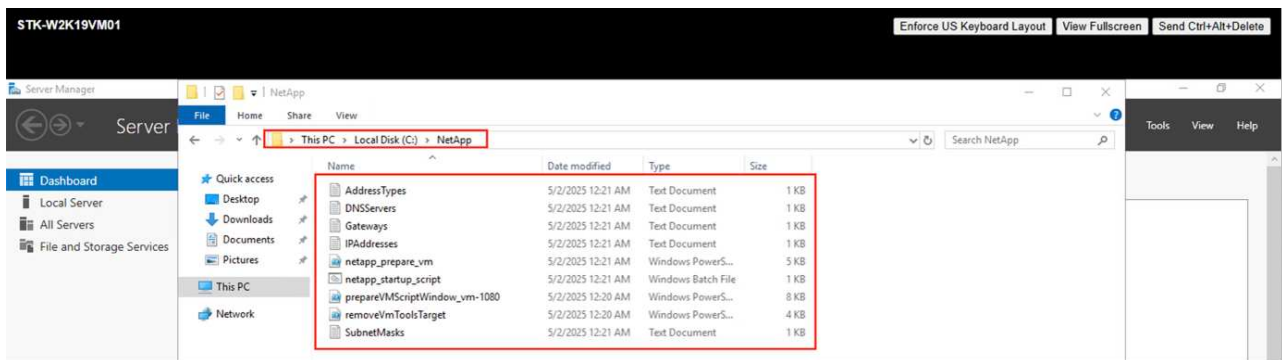 STK-W2K19VM01 Enforce US Keyboard Layout View Fullscreen Send Ctrl+Alt+Delete
Server Manager NetApp
File Home Share View
Server Tools View Help
This PC > Local Disk (C:) > NetApp Search NetApp
Name Date modified Type Size
Dashboard
Local Server
All Servers
File and Storage Services
Quick access
Desktop
Downloads
Documents
Pictures
This PC
Network
AddressTypes 5/2/2025 12:21 AM Text Document 1 KB
DNSServers 5/2/2025 12:21 AM Text Document 1 KB
Gateways 5/2/2025 12:21 AM Text Document 1 KB
IPAddresses 5/2/2025 12:21 AM Text Document 1 KB
netapp_prepare_vm 5/2/2025 12:21 AM Windows PowerS... 5 KB
netapp_startup_script 5/2/2025 12:21 AM Windows Batch File 1 KB
prepareVMScriptWindow_vm-1080 5/2/2025 12:20 AM Windows PowerS... 8 KB
removeVmToolsTarget 5/2/2025 12:20 AM Windows PowerS... 4 KB
SubnetMasks 5/2/2025 12:21 AM Text Document 1 KB